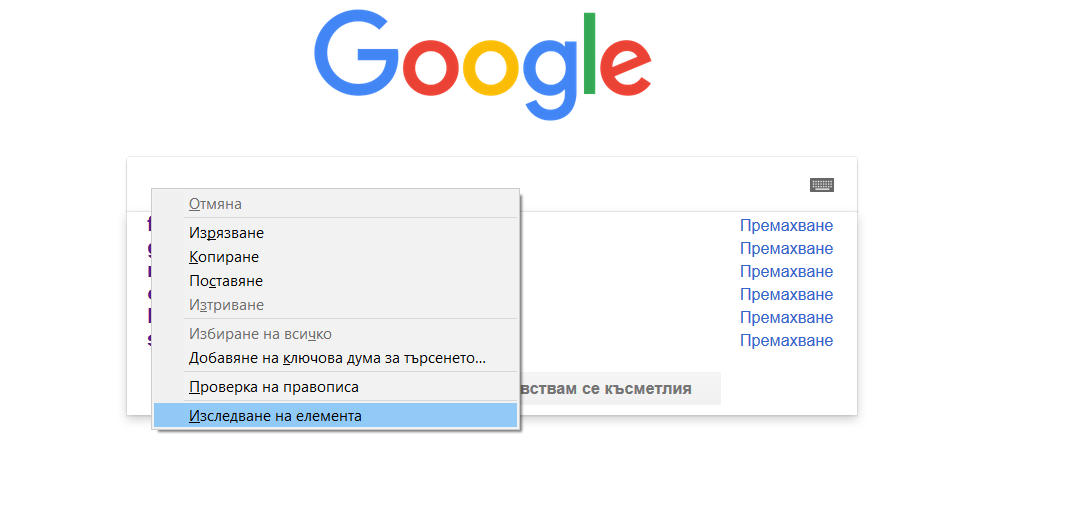 Google
Отмяна
Изрязване
Копиране
Поставяне
Изтриване
Избиране на всичко
Добавяне на ключова дума за търсенето...
Проверка на правописа
Изследване на елемента
Премахване
Премахване
Премахване
Премахване
Премахване
Премахване
се късметлия